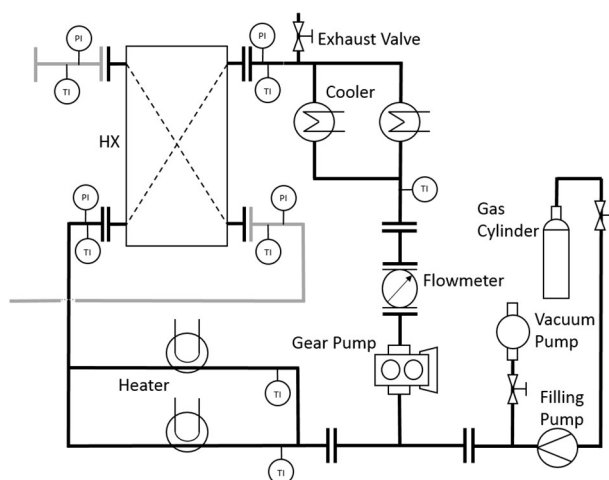 PI
TI
PI
TI
Exhaust Valve
Cooler
HX
TI
PI
TI
PI
TI
Gas
Cylinder
Flowmeter
Vacuum
Pump
Gear Pump
Heater
TI
Filling
Pump
TI